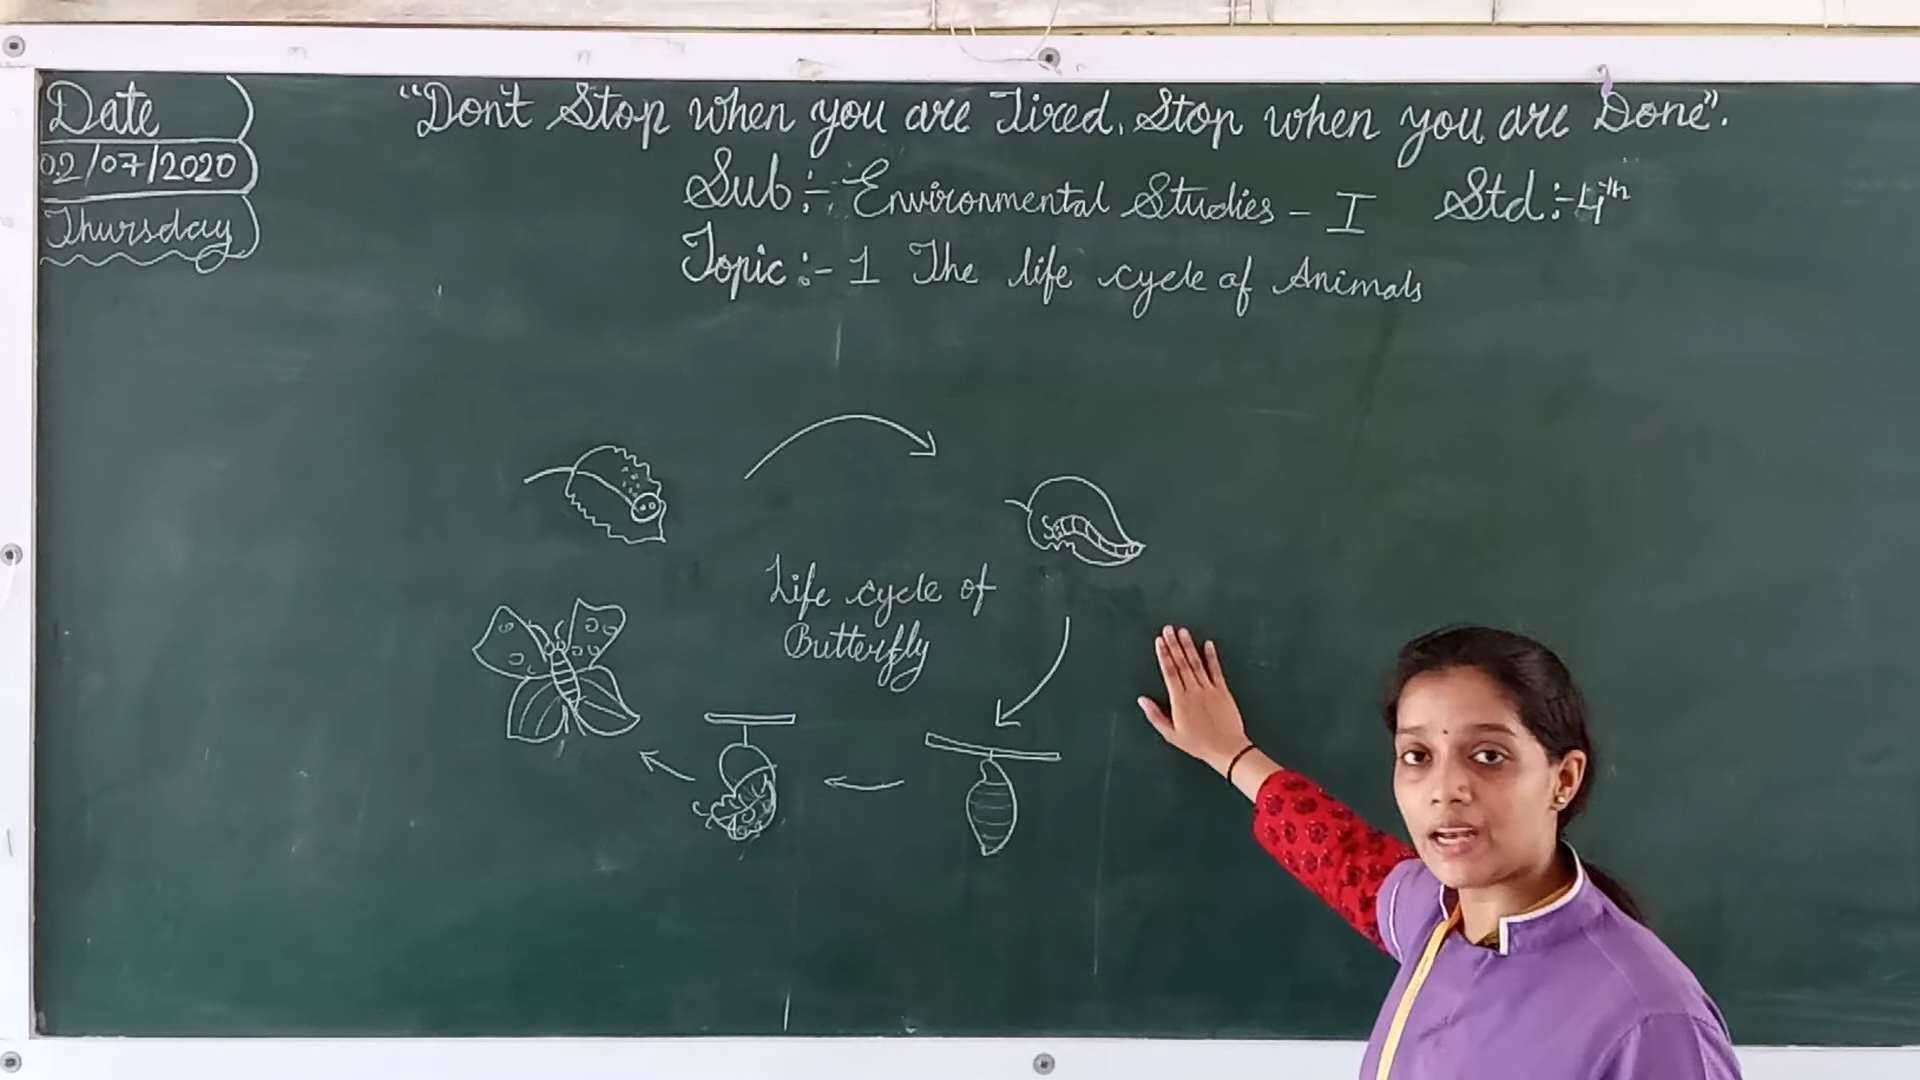 Date
02/07/2020
Thursday
"Don't Stop when you are Tired, Stop when you are Done".
Sub :- Environmental Studies - I Std :- 4th
Topic :- 1 The life cycle of Animals
Life cycle of
Butterfly